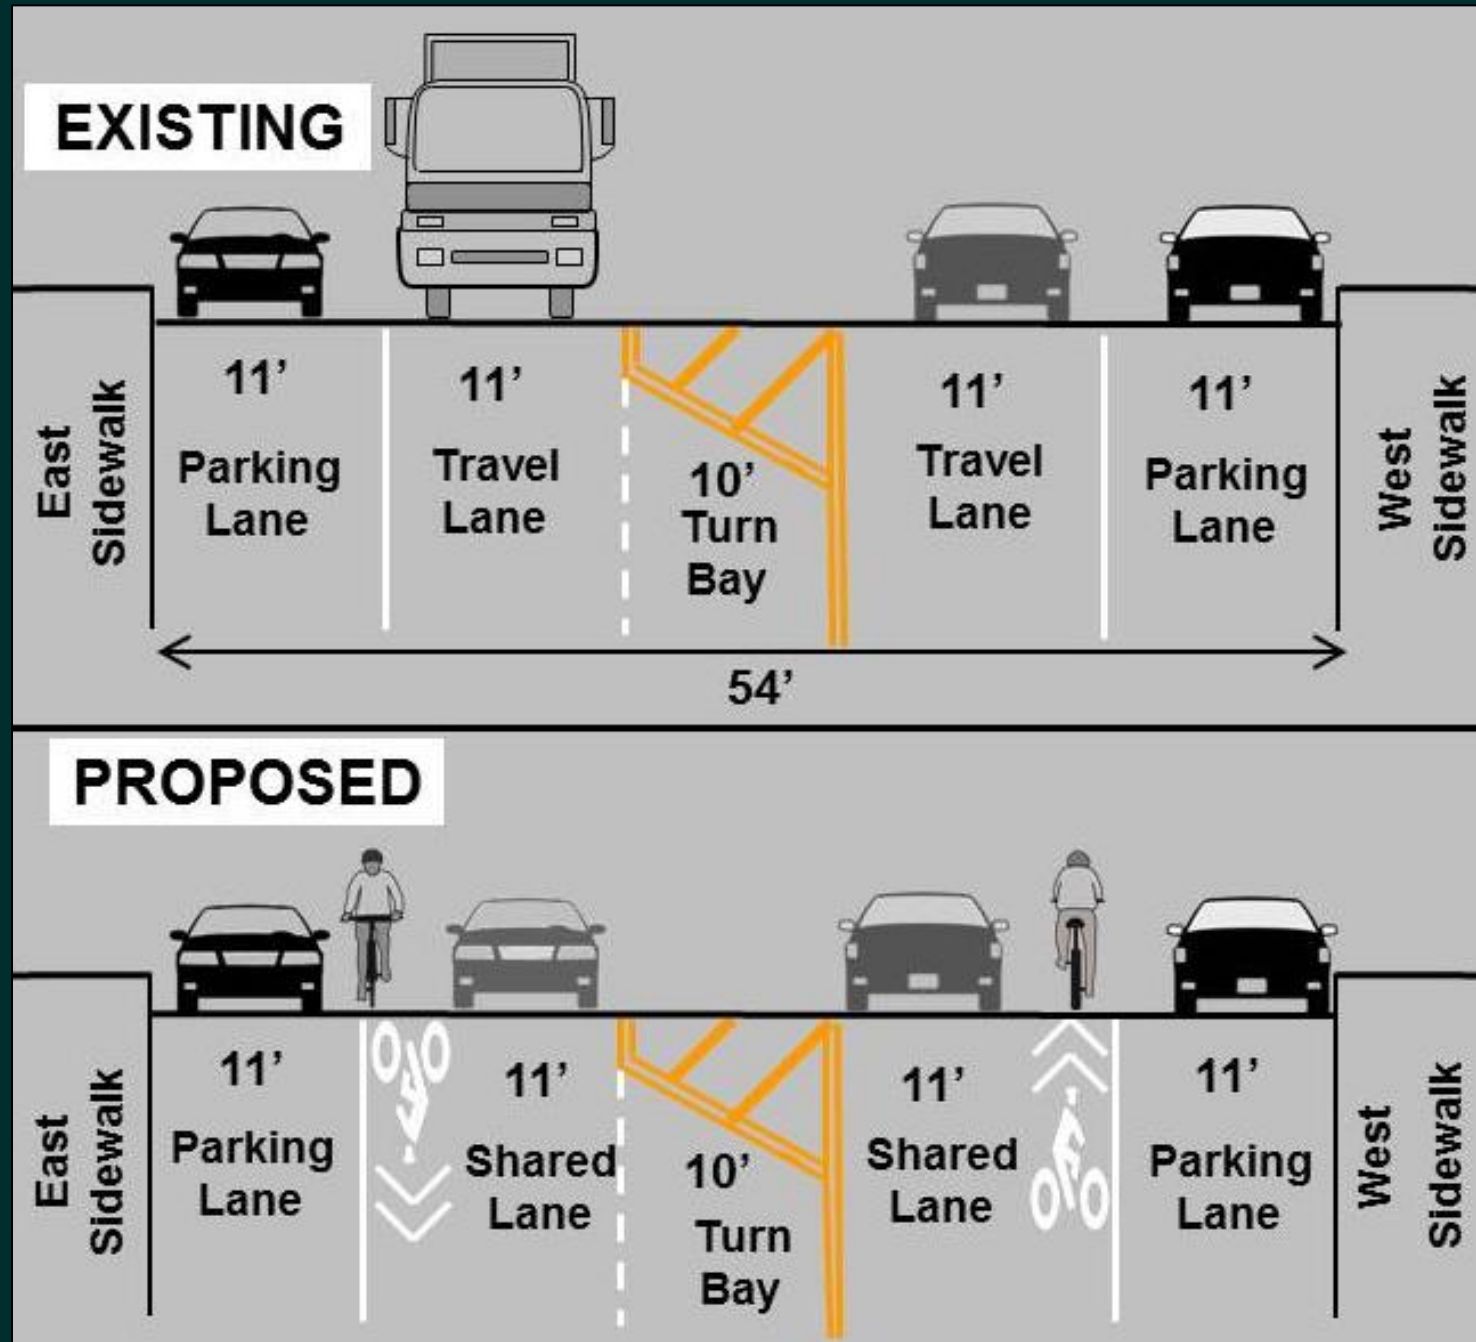 EXISTING
East
Sidewalk
11’
Parking
Lane
11’
Travel
Lane
10’
Turn
Bay
11’
Travel
Lane
11’
Parking
Lane
West
Sidewalk
54’
PROPOSED
East
Sidewalk
11’
Parking
Lane
11’
Shared
Lane
10’
Turn
Bay
11’
Shared
Lane
11’
Parking
Lane
West
Sidewalk